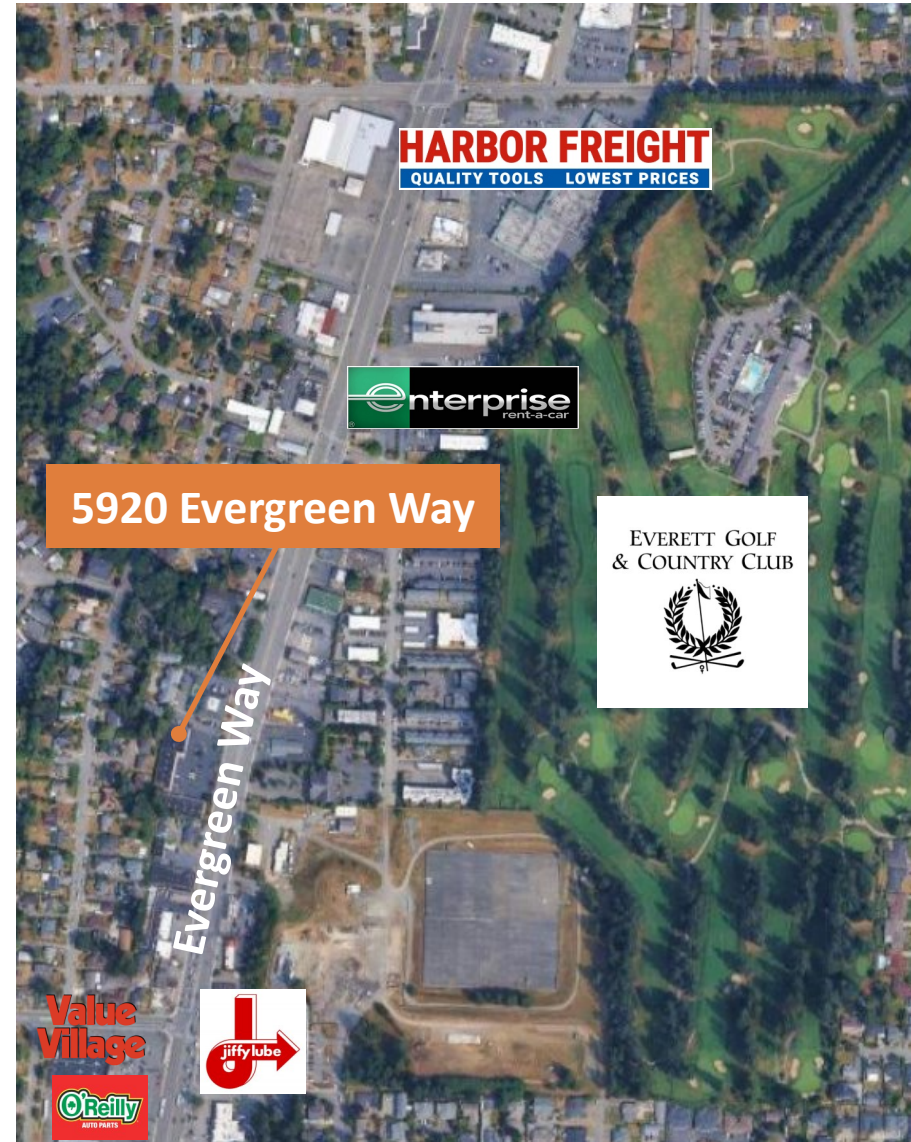 HARBOR FREIGHT
QUALITY TOOLS LOWEST PRICES
enterprise
rent-a-car
5920 Evergreen Way
EVERETT GOLF
& COUNTRY CLUB
Evergreen Way
Value
Village
jiffy lube
O'Reilly
AUTO PARTS